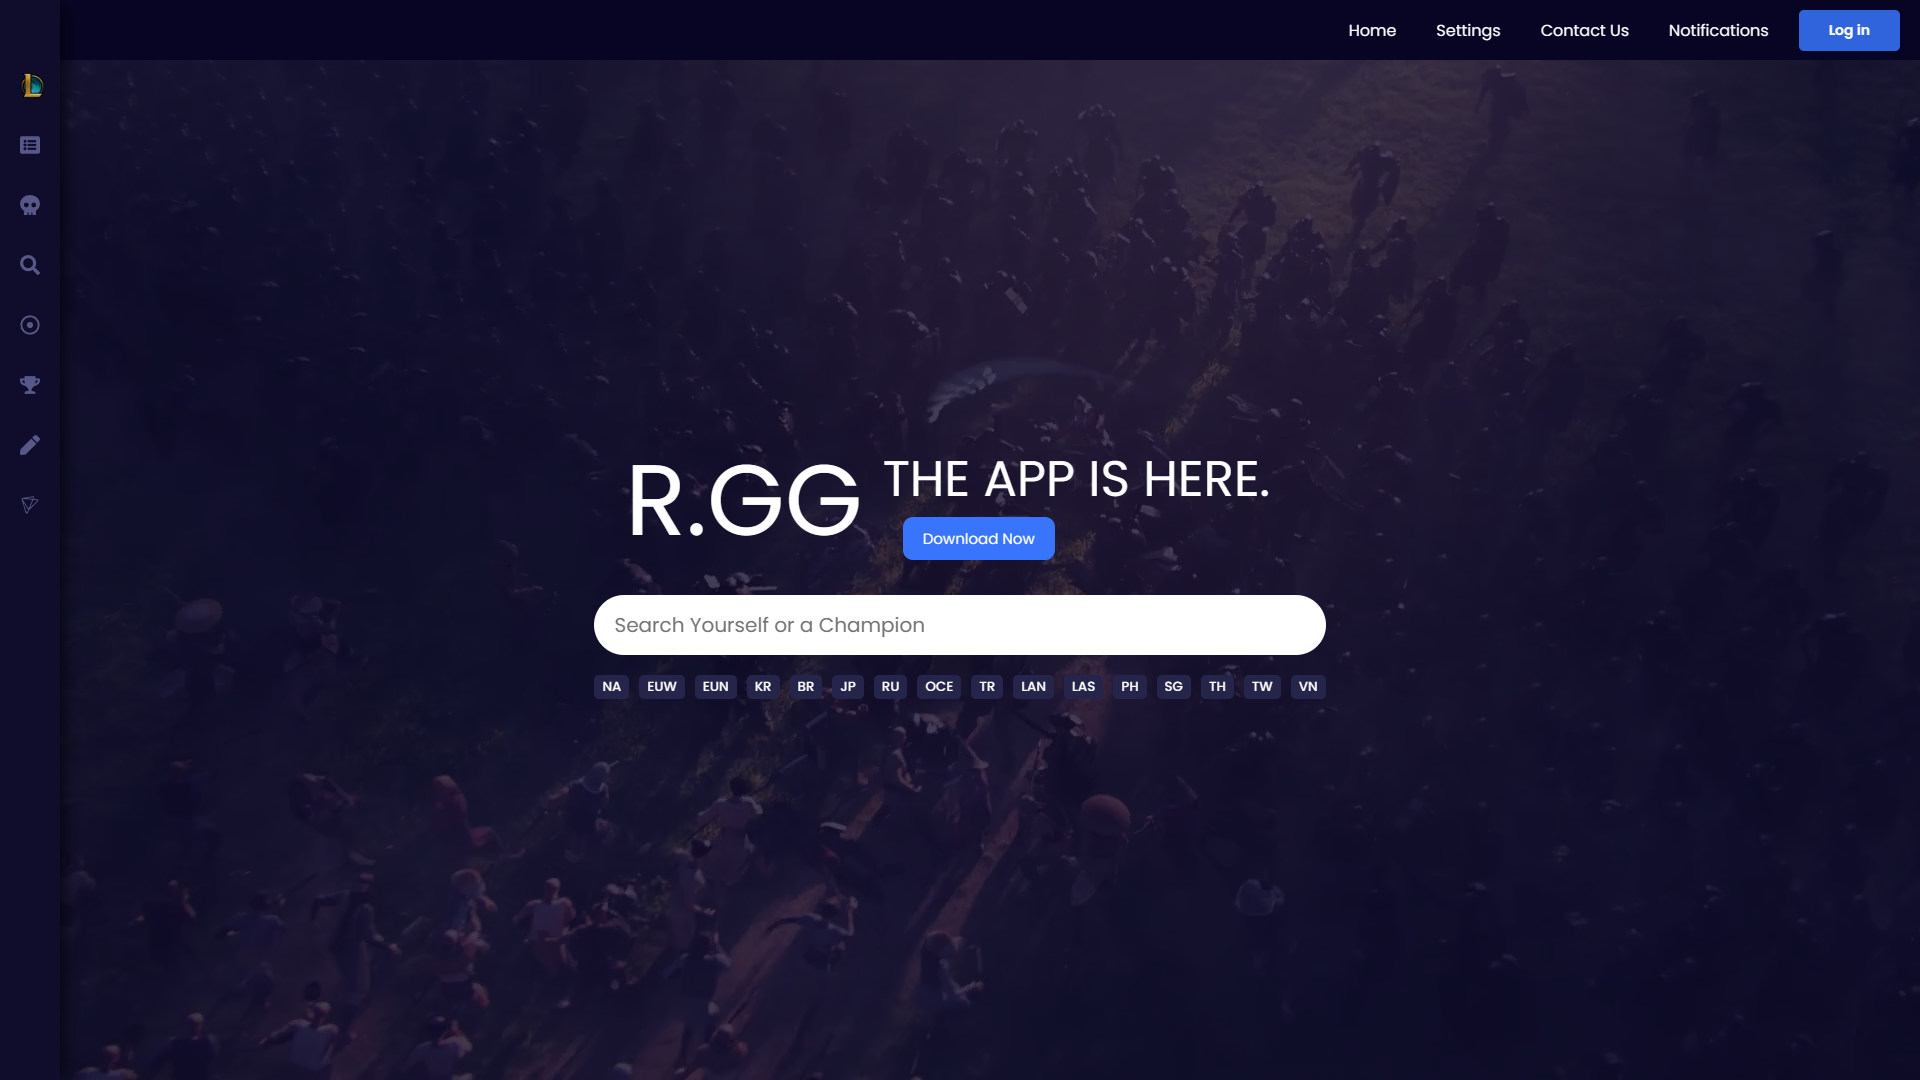 Home Settings Contact Us Notifications Log in
R.GG
THE APP IS HERE.
Download Now
Search Yourself or a Champion
NA EUW EUN KR BR JP RU OCE TR LAN LAS PH SG TH TW VN